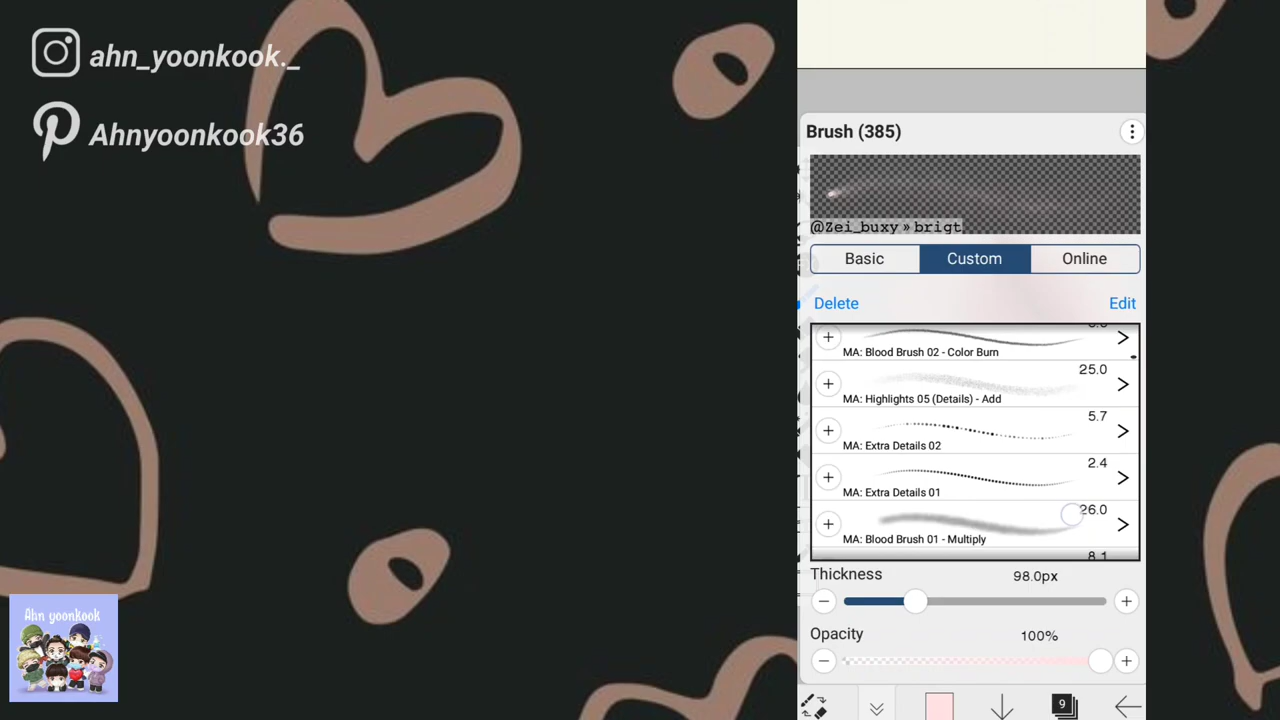 ahn_yoonkook._
Ahnyoonkook36
Brush (385)
@Zei_buxy » brigt
Basic
Custom
Online
Delete
Edit
MA: Blood Brush 02 - Color Burn
25.0
MA: Highlights 05 (Details) - Add
5.7
MA: Extra Details 02
2.4
MA: Extra Details 01
26.0
MA: Blood Brush 01 - Multiply
8.1
Thickness
98.0px
Opacity
100%
9
Ahn yoonkook